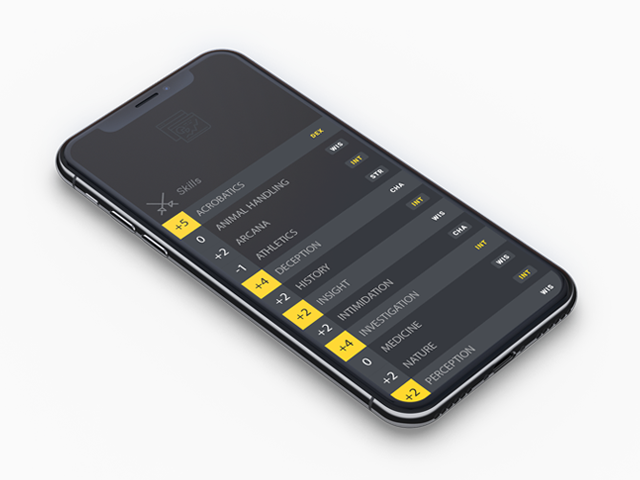 Skills
+5 ACROBATICS DEX
0 ANIMAL HANDLING WIS
+2 ARCANA INT
-1 ATHLETICS STR
+4 DECEPTION CHA
+2 HISTORY INT
+2 INSIGHT WIS
+2 INTIMIDATION CHA
+4 INVESTIGATION INT
0 MEDICINE WIS
+2 NATURE INT
+2 PERCEPTION WIS